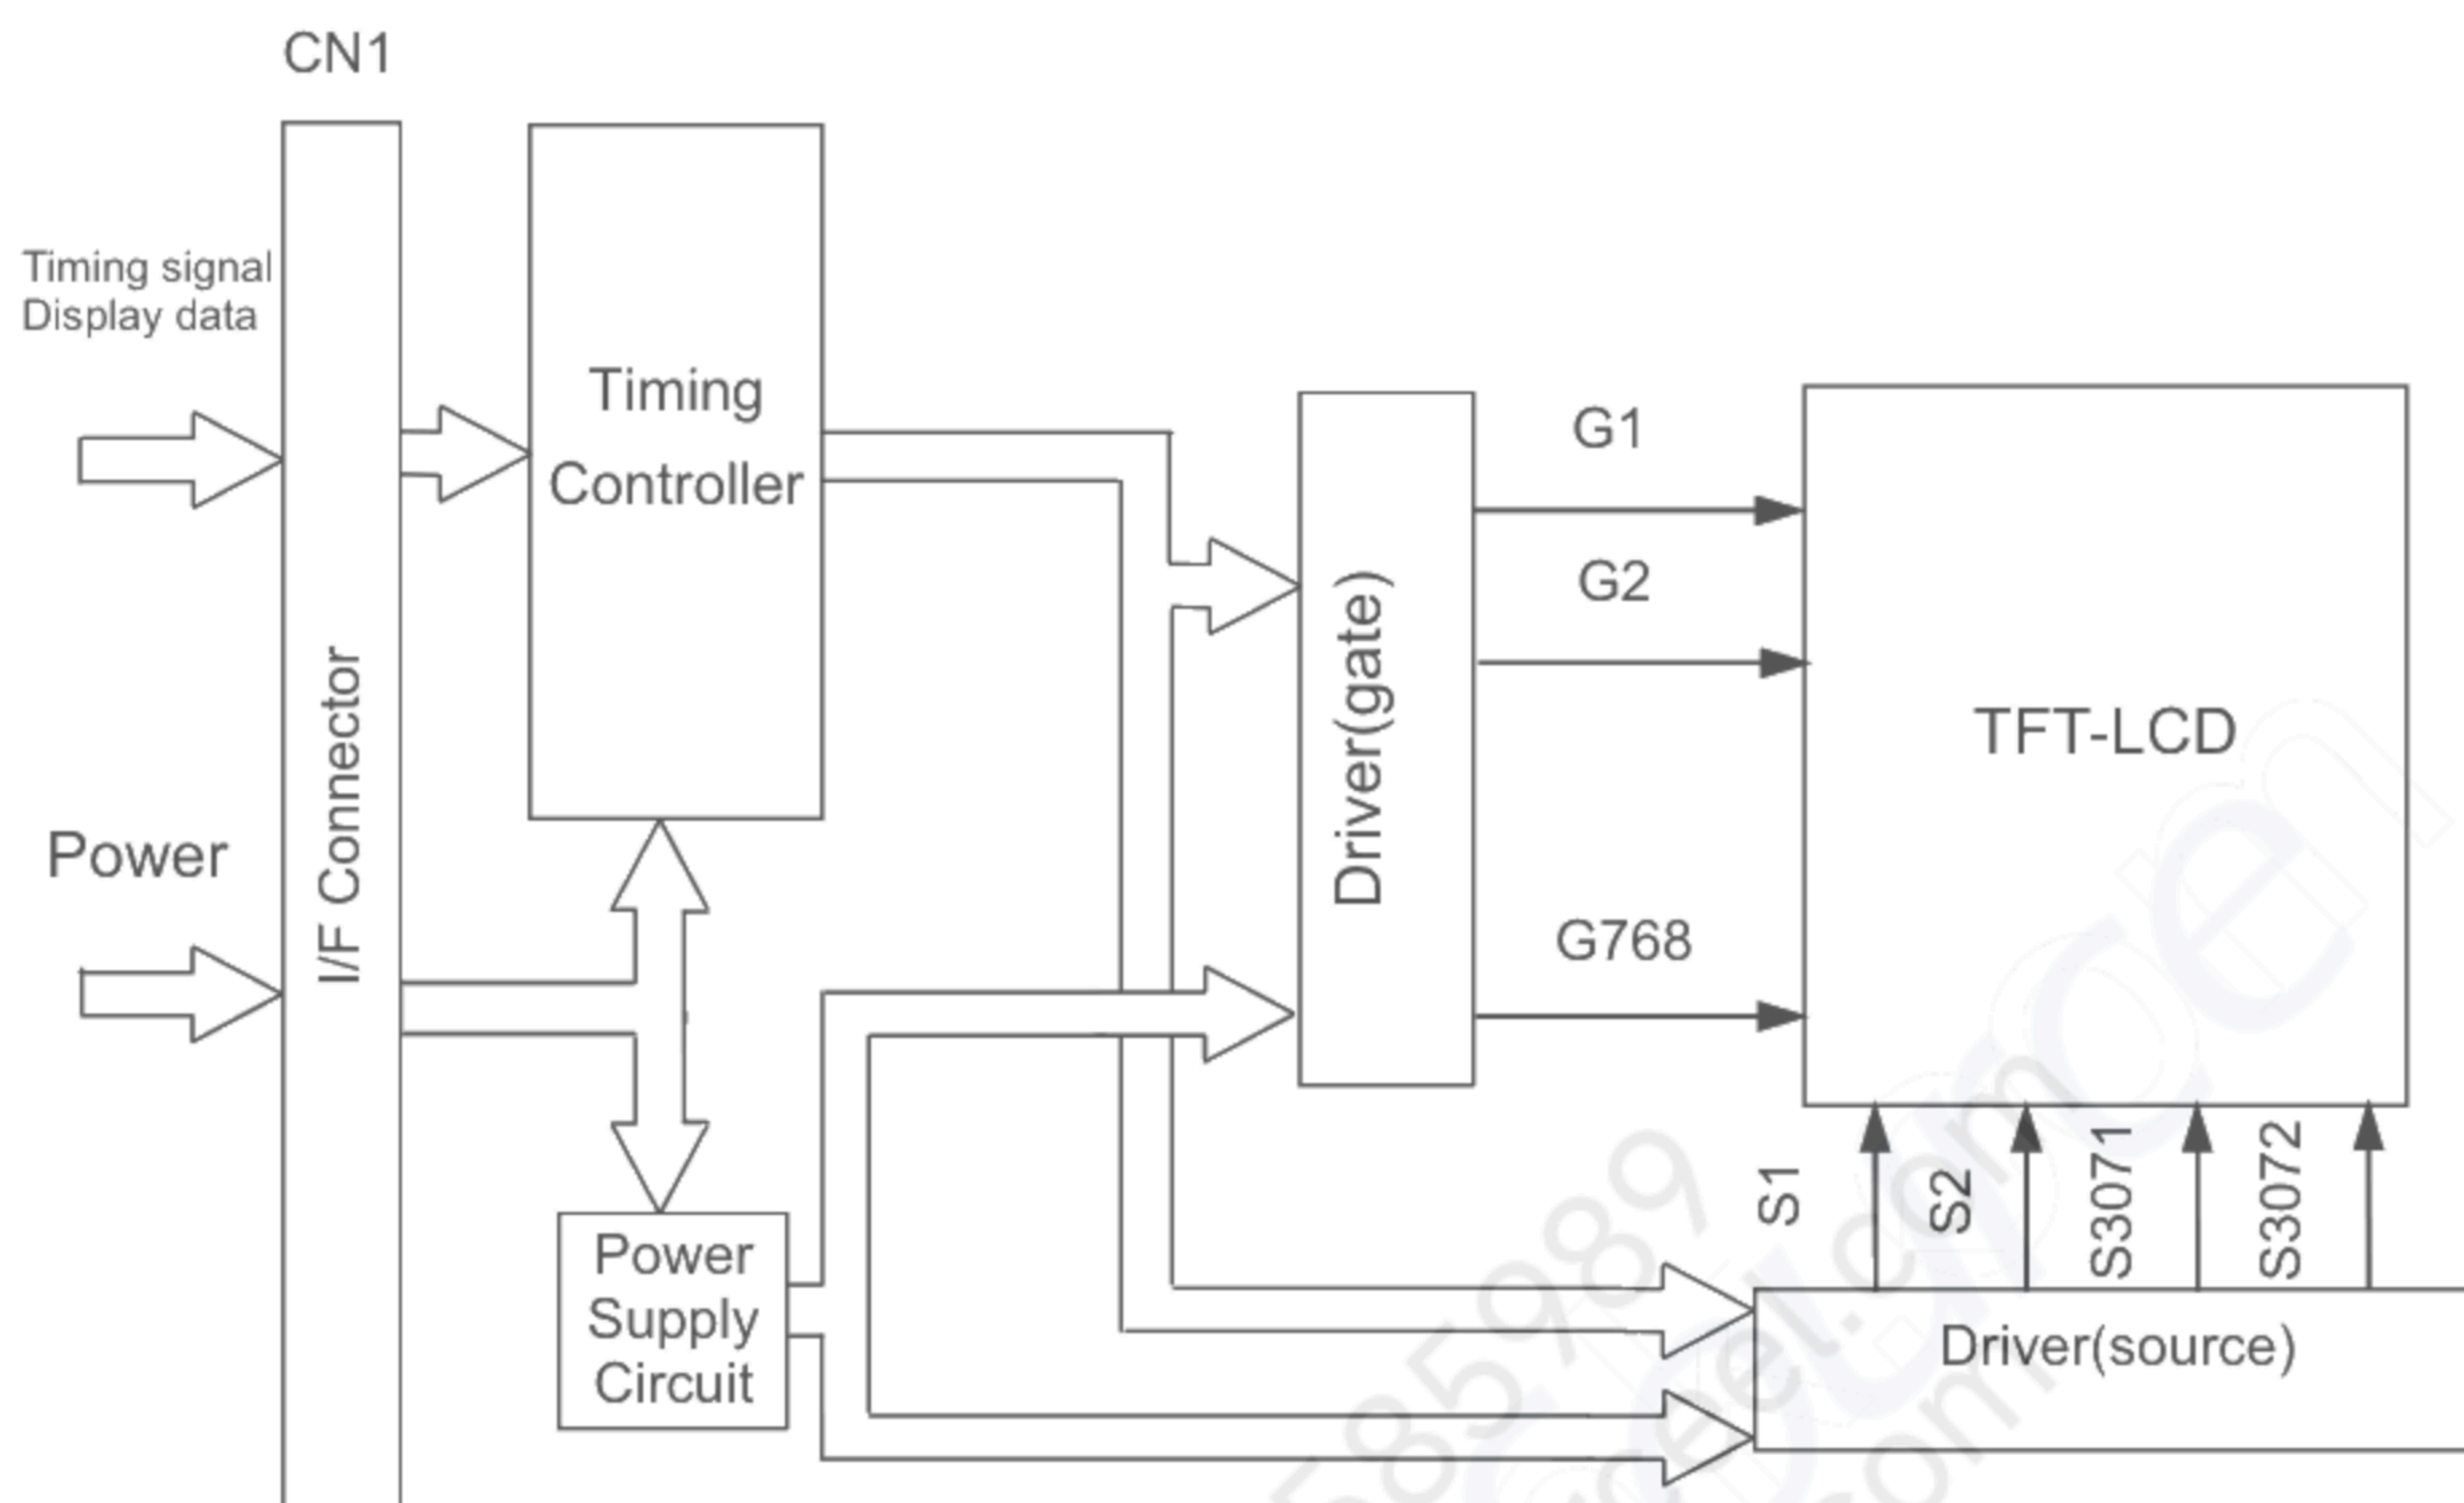 CN1
Timing signal
Display data
Timing
Controller
G1
G2
TFT-LCD
I/F Connector
Driver(gate)
Power
G768
S1
S2
S3071
S3072
Power
Supply
Circuit
Driver(source)